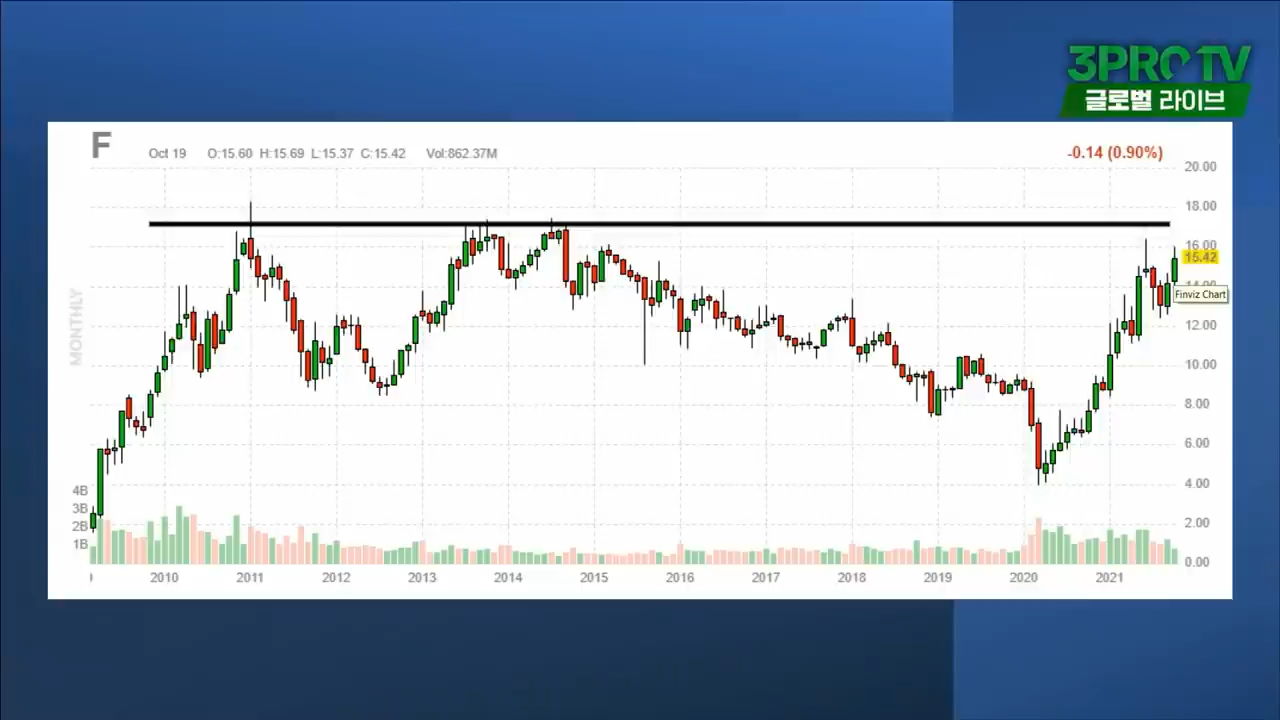 3PRO TV
글로벌 라이브
F
Oct 19 O:15.60 H:15.69 L:15.37 C:15.42 Vol:862.37M
-0.14 (0.90%)
20.00
18.00
16.00
15.42
14.00
Finviz Chart
12.00
10.00
8.00
6.00
4.00
2.00
0.00
MONTHLY
4B
3B
2B
1B
2010 2011 2012 2013 2014 2015 2016 2017 2018 2019 2020 2021